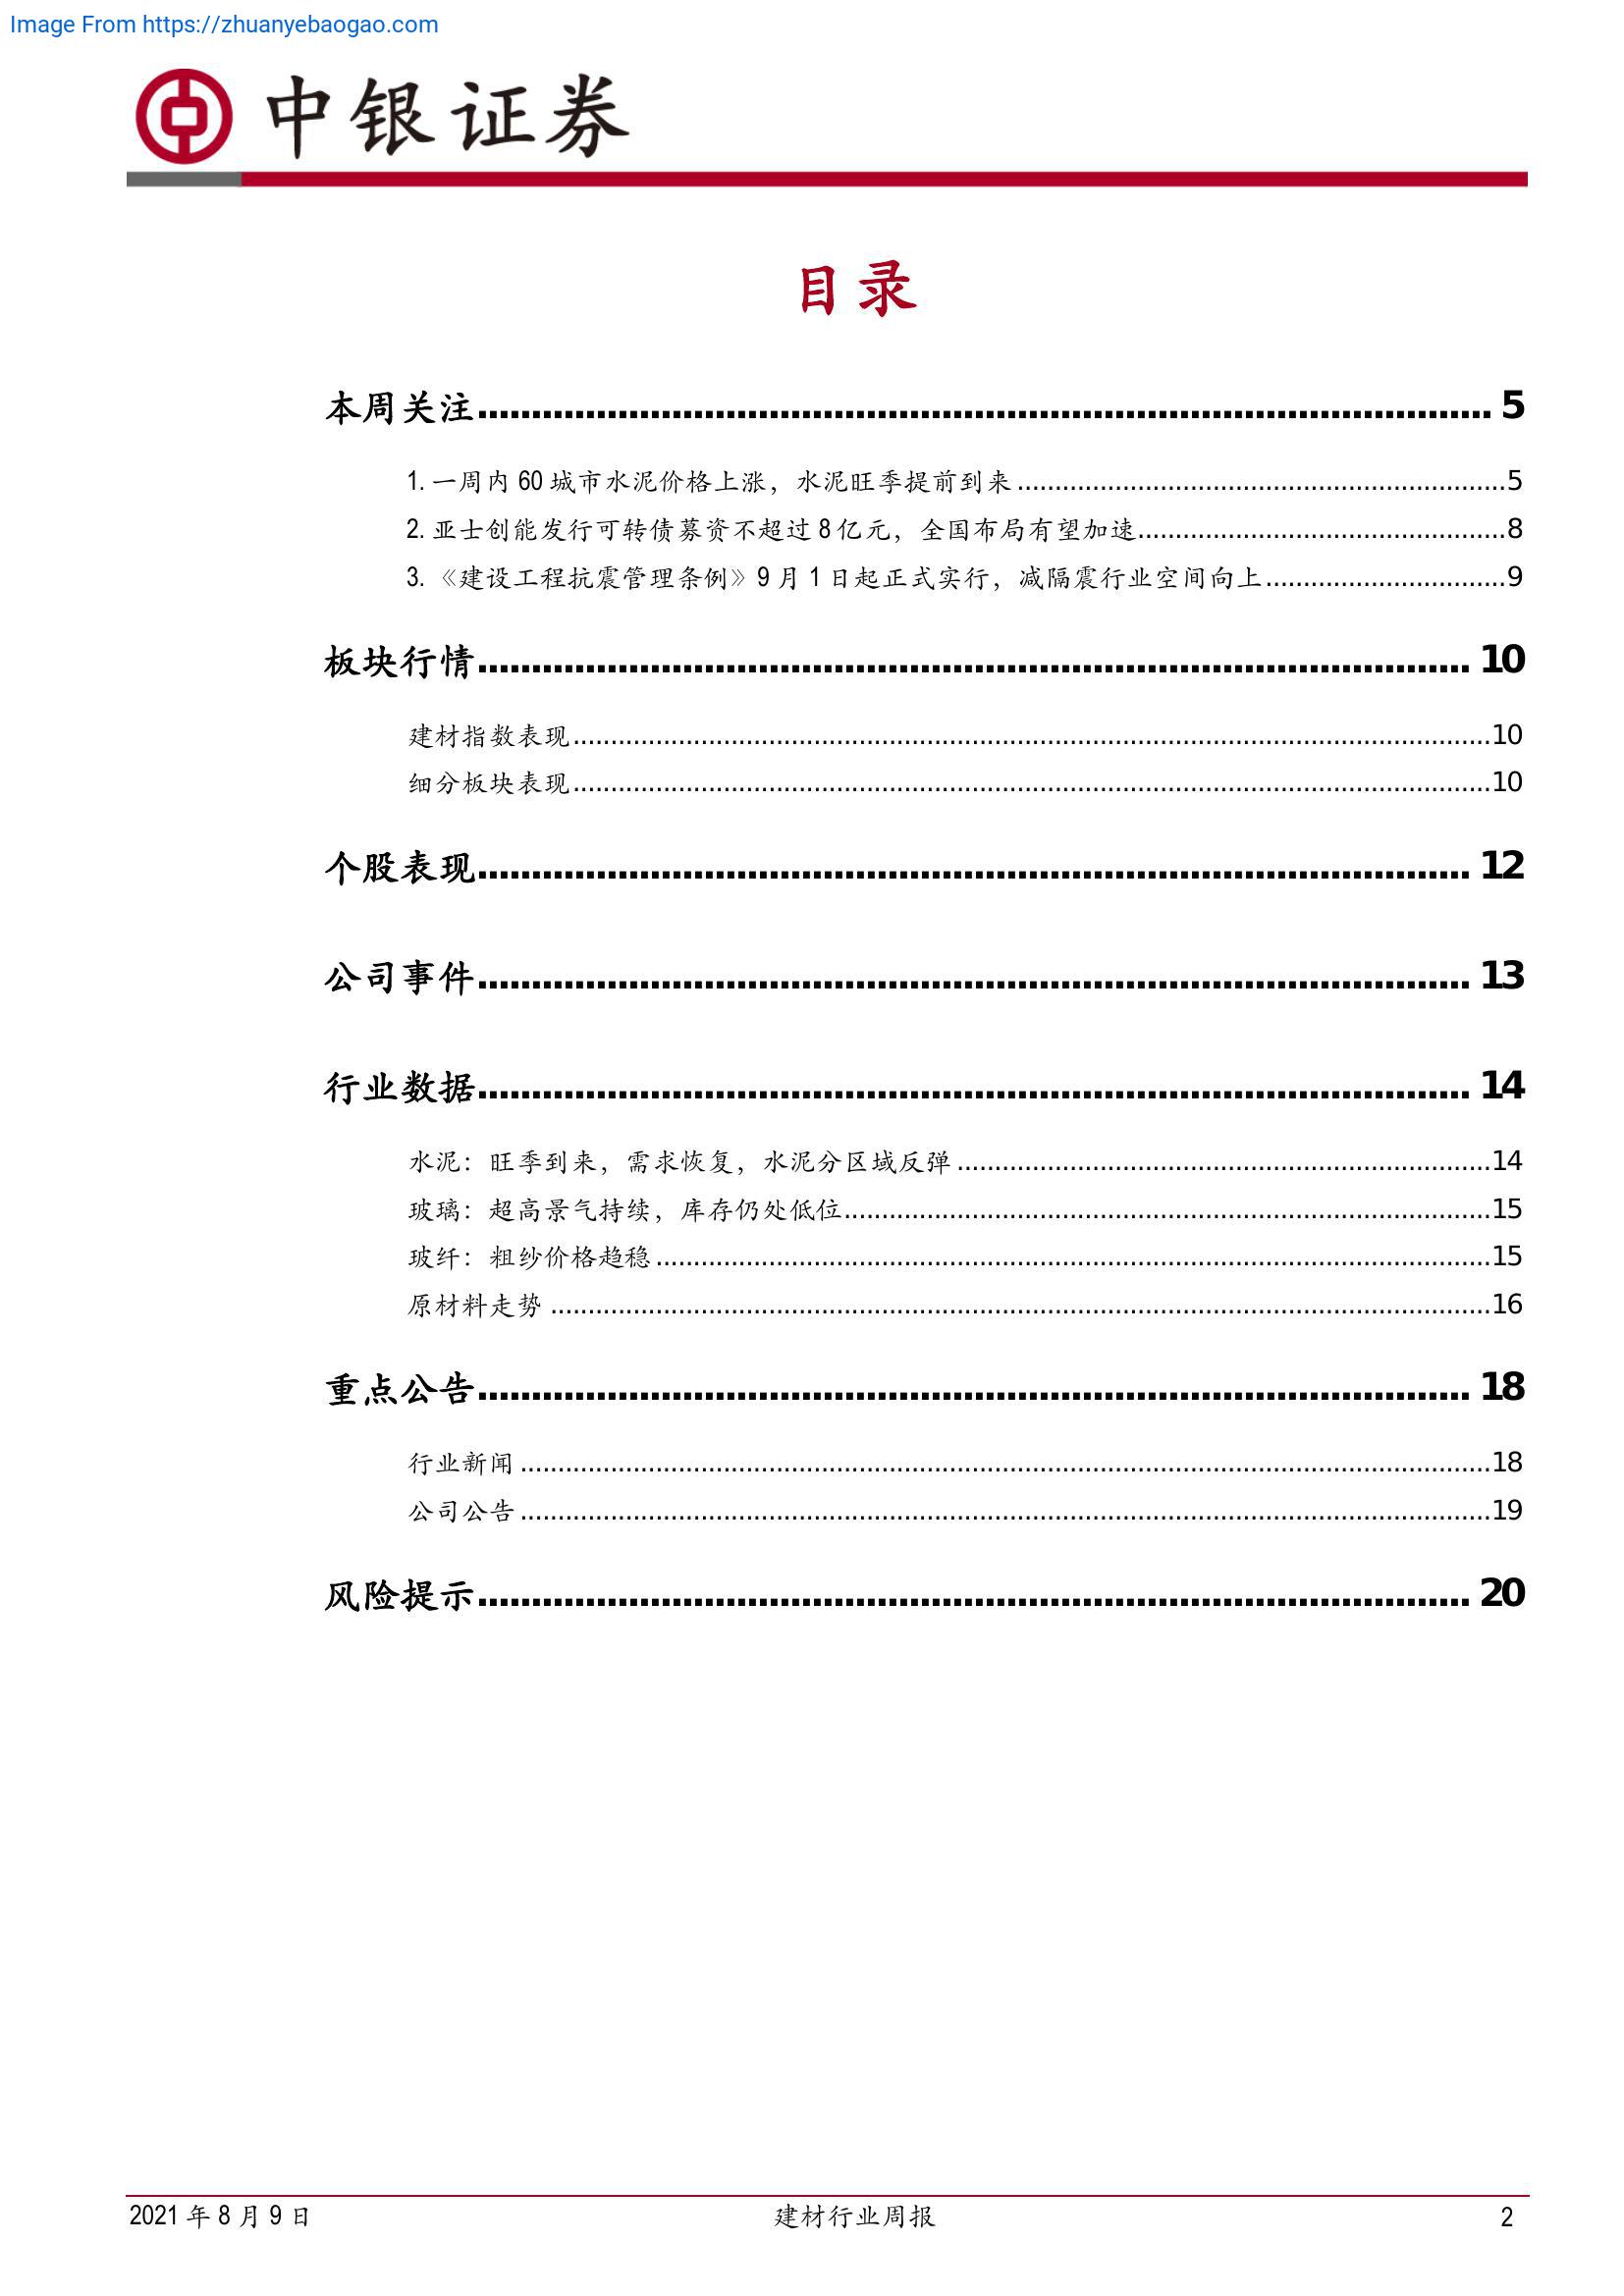 Image From https://zhuanyebaogao.com
中银证券
目录
本周关注........................................ 5
1. 一周内 60 城市水泥价格上涨，水泥旺季提前到来........................................5
2. 亚士创能发行可转债募资不超过 8 亿元，全国布局有望加速........................................8
3. 《建设工程抗震管理条例》9 月 1 日起正式实行，减隔震行业空间向上........................................9
板块行情........................................ 10
建材指数表现........................................10
细分板块表现........................................10
个股表现........................................ 12
公司事件........................................ 13
行业数据........................................ 14
水泥：旺季到来，需求恢复，水泥分区域反弹........................................14
玻璃：超高景气持续，库存仍处低位........................................15
玻纤：粗纱价格趋稳........................................15
原材料走势........................................16
重点公告........................................ 18
行业新闻........................................18
公司公告........................................19
风险提示........................................ 20
2021 年 8 月 9 日 建材行业周报 2